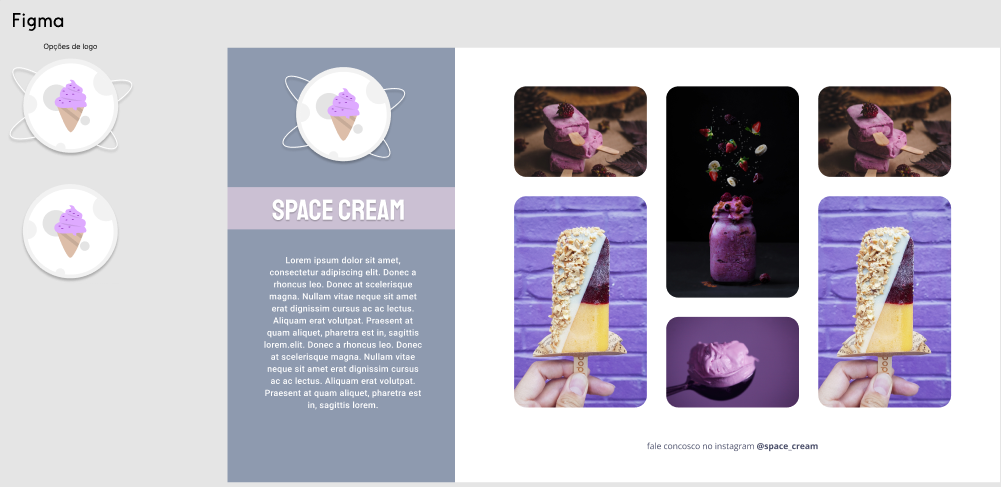 Figma
Opções de logo
SPACE CREAM
Lorem ipsum dolor sit amet,
consectetur adipiscing elit. Donec a
rhoncus leo. Donec at scelerisque
magna. Nullam vitae neque sit amet
erat dignissim cursus ac ac lectus.
Aliquam erat volutpat. Praesent at
quam aliquet, pharetra est in, sagittis
lorem.elit. Donec a rhoncus leo. Donec
at scelerisque magna. Nullam vitae
neque sit amet erat dignissim cursus
ac ac lectus. Aliquam erat volutpat.
Praesent at quam aliquet, pharetra est
in, sagittis lorem.
fale concosco no instagram @space_cream